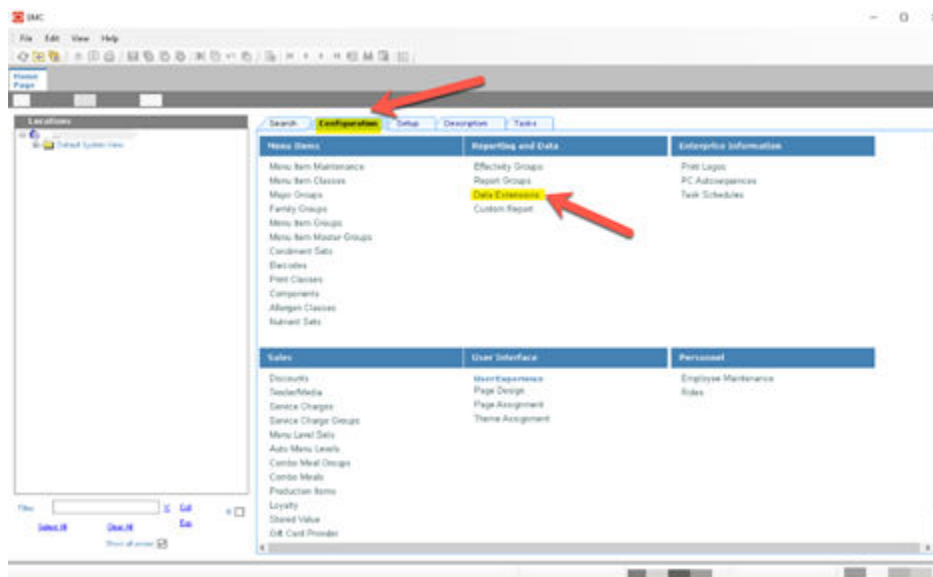 EMC
File Edit View Help
Home Page
Locations
Default System View
Search Configuration Setup Description Tasks
Menu Items
Menu Item Maintenance
Menu Item Classes
Major Groups
Family Groups
Menu Item Groups
Menu Item Master Groups
Condiment Sets
Barcodes
Print Classes
Components
Allergen Classes
Nutrient Sets
Reporting and Data
Effectivity Groups
Report Groups
Data Extensions
Custom Report
Enterprise Information
Print Logos
PC Autosequences
Task Schedules
Sales
Discounts
Tender/Media
Service Charges
Service Charge Groups
Menu Level Sets
Auto Menu Levels
Combo Meal Groups
Combo Meals
Production Items
Loyalty
Stored Value
Gift Card Provider
User Interface
User Experience
Page Design
Page Assignment
Theme Assignment
Personnel
Employee Maintenance
Roles
Filter
Select All
Clear All
Exp